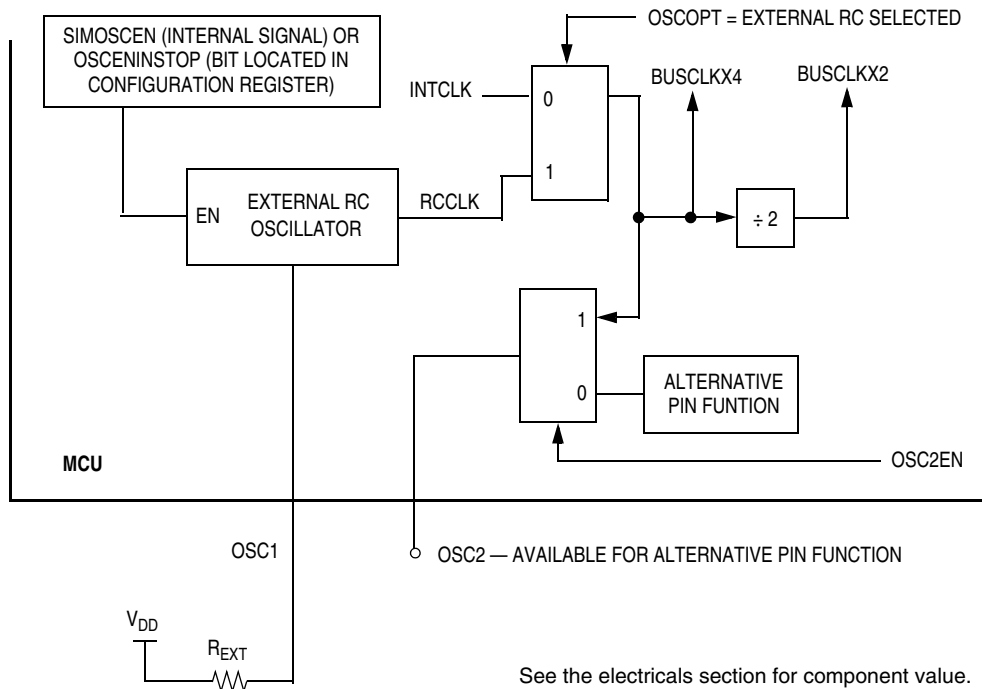 SIMOSCEN (INTERNAL SIGNAL) OR
OSCENINSTOP (BIT LOCATED IN
CONFIGURATION REGISTER)
OSCOPT = EXTERNAL RC SELECTED
INTCLK
0
1
BUSCLKX4
BUSCLKX2
EN
EXTERNAL RC
OSCILLATOR
RCCLK
÷ 2
1
0
ALTERNATIVE
PIN FUNTION
MCU
OSC2EN
OSC1
OSC2 — AVAILABLE FOR ALTERNATIVE PIN FUNCTION
VDD
REXT
See the electricals section for component value.